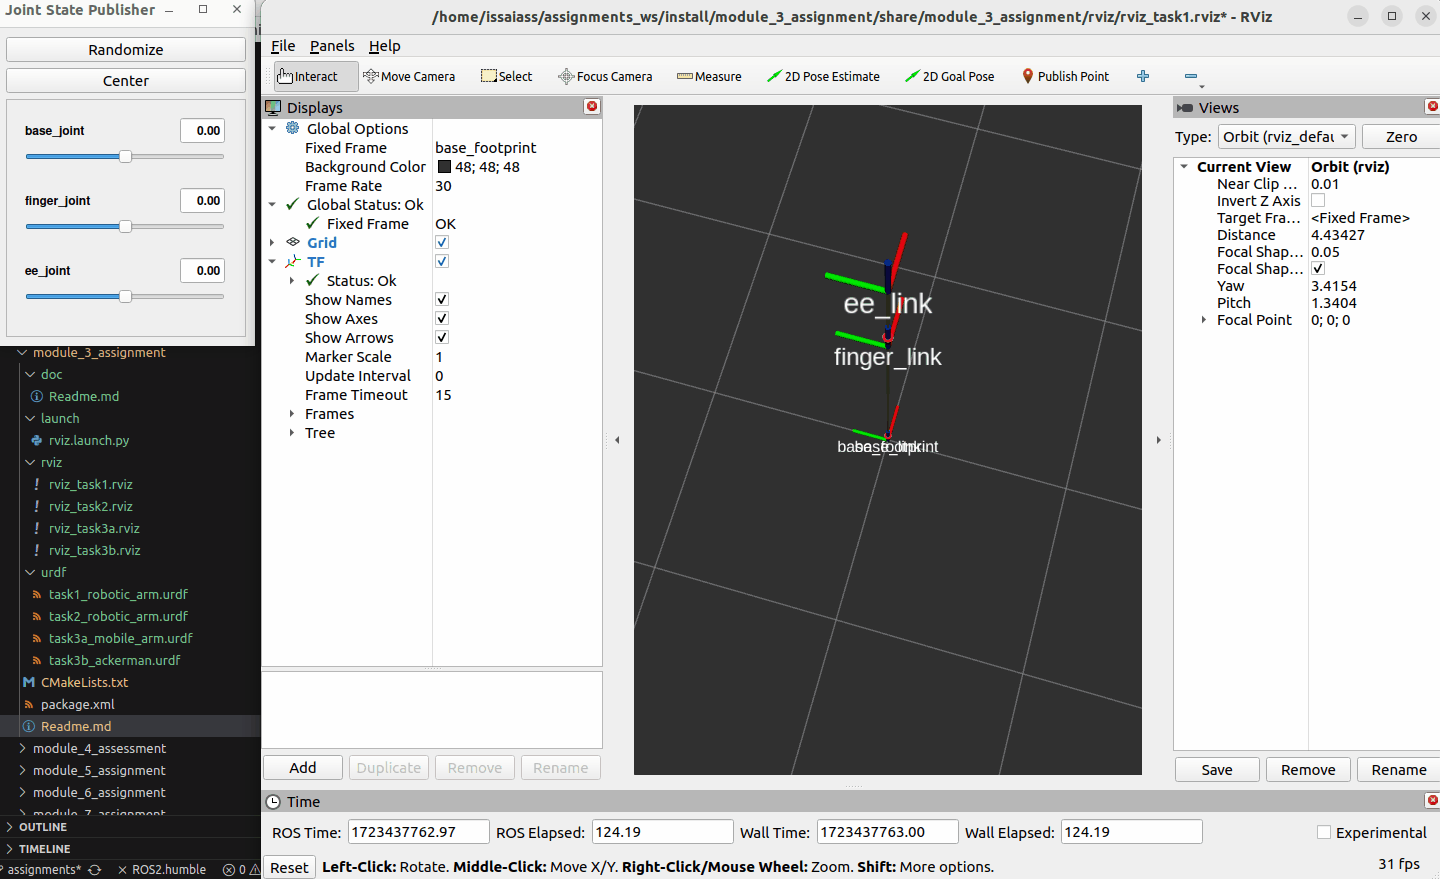 Joint State Publisher
Randomize
Center
base_joint 0.00
finger_joint 0.00
ee_joint 0.00
module_3_assignment
doc
Readme.md
launch
rviz.launch.py
rviz
rviz_task1.rviz
rviz_task2.rviz
rviz_task3a.rviz
rviz_task3b.rviz
urdf
task1_robotic_arm.urdf
task2_robotic_arm.urdf
task3a_mobile_arm.urdf
task3b_ackerman.urdf
CMakeLists.txt
package.xml
Readme.md
module_4_assessment
module_5_assignment
module_6_assignment
module_7_assignment
OUTLINE
TIMELINE
assignments* ROS2.humble 0
/home/issaiass/assignments_ws/install/module_3_assignment/share/module_3_assignment/rviz/rviz_task1.rviz* - RViz
File Panels Help
Interact Move Camera Select Focus Camera Measure 2D Pose Estimate 2D Goal Pose Publish Point
Displays
Global Options
Fixed Frame base_footprint
Background Color 48; 48; 48
Frame Rate 30
Global Status: Ok
Fixed Frame OK
Grid
TF
Status: Ok
Show Names
Show Axes
Show Arrows
Marker Scale 1
Update Interval 0
Frame Timeout 15
Frames
Tree
Add Duplicate Remove Rename
ee_link
finger_link
base_link
base_footprint
Views
Type: Orbit (rviz_defau Zero
Current View Orbit (rviz)
Near Clip ... 0.01
Invert Z Axis
Target Fra... <Fixed Frame>
Distance 4.43427
Focal Shap... 0.05
Focal Shap...
Yaw 3.4154
Pitch 1.3404
Focal Point 0; 0; 0
Save Remove Rename
Time
ROS Time: 1723437762.97 ROS Elapsed: 124.19 Wall Time: 1723437763.00 Wall Elapsed: 124.19 Experimental
Reset Left-Click: Rotate. Middle-Click: Move X/Y. Right-Click/Mouse Wheel: Zoom. Shift: More options. 31 fps